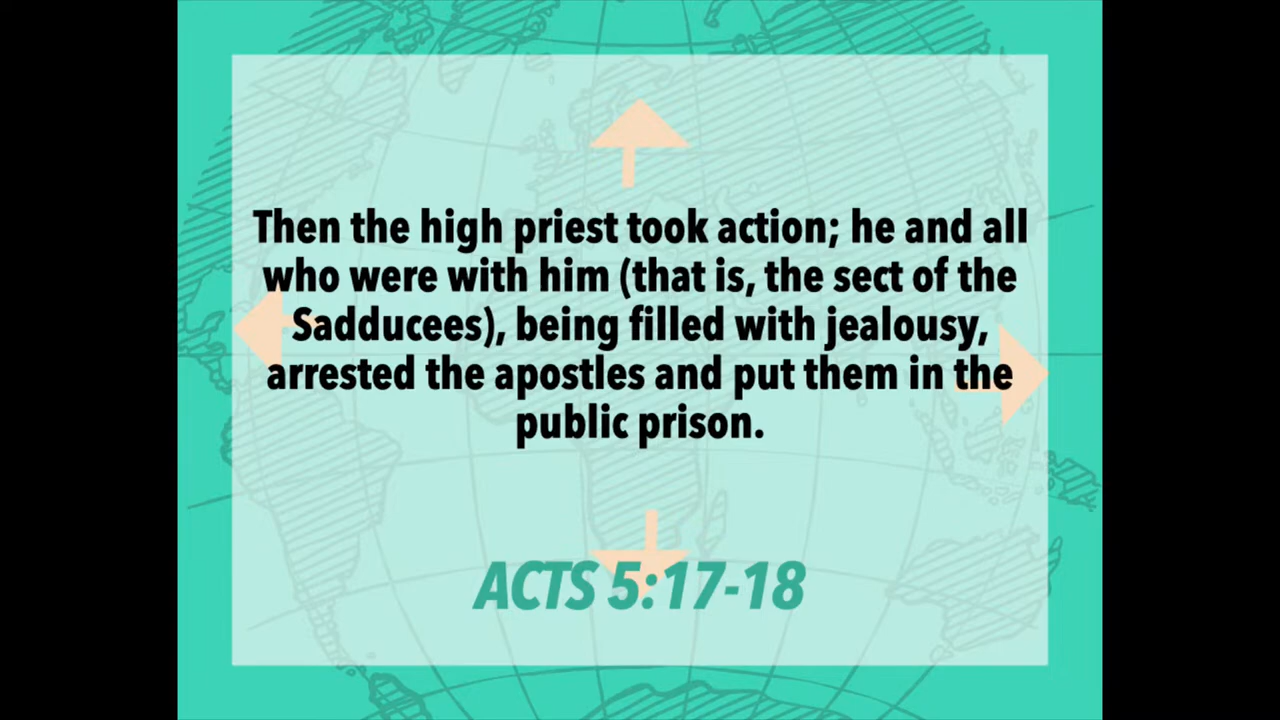 Then the high priest took action; he and all
who were with him (that is, the sect of the
Sadducees), being filled with jealousy,
arrested the apostles and put them in the
public prison.
ACTS 5:17-18